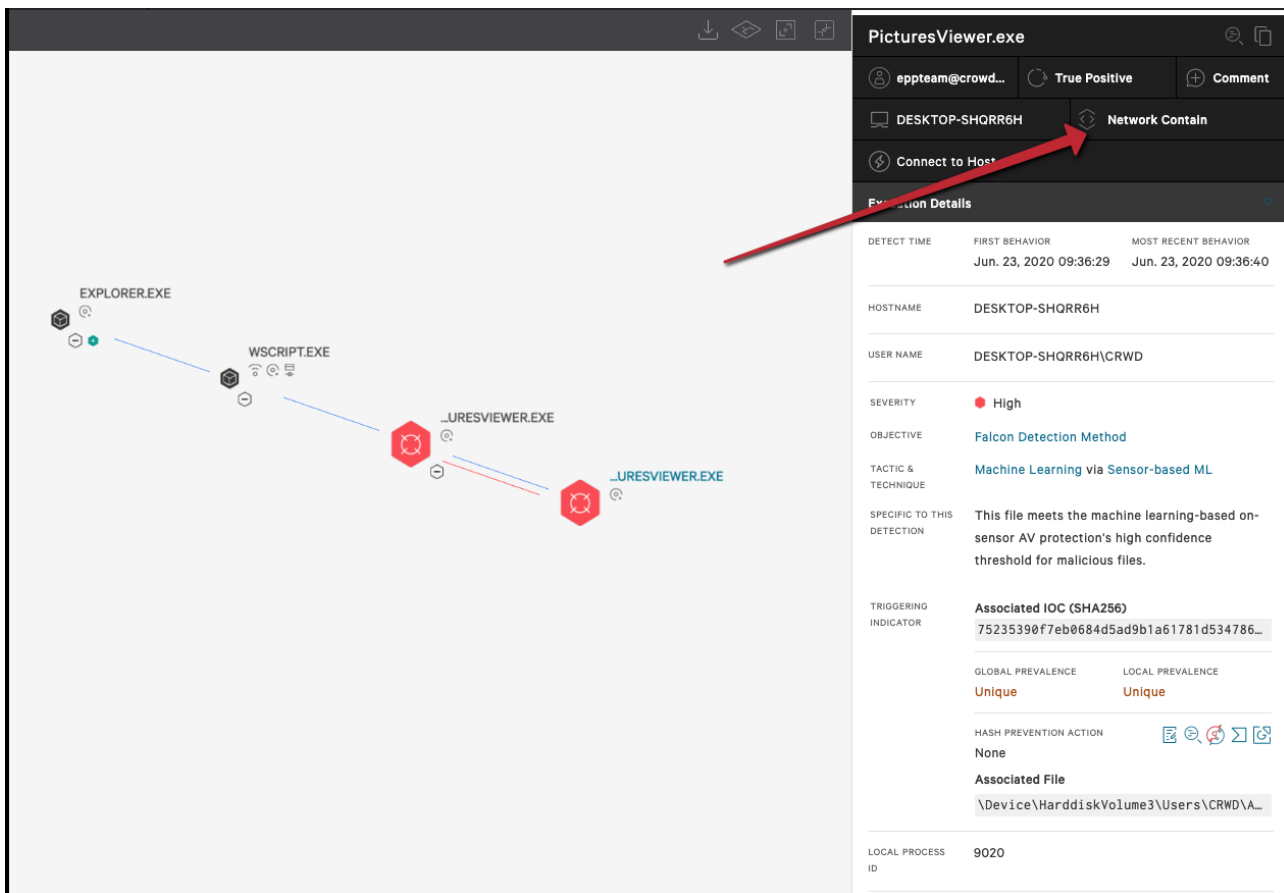 PicturesViewer.exe
eppteam@crowd... True Positive Comment
DESKTOP-SHQRR6H Network Contain
Connect to Host
Execution Details
DETECT TIME FIRST BEHAVIOR MOST RECENT BEHAVIOR
Jun. 23, 2020 09:36:29 Jun. 23, 2020 09:36:40
EXPLORER.EXE
HOSTNAME DESKTOP-SHQRR6H
WSCRIPT.EXE
USER NAME DESKTOP-SHQRR6H\CRWD
SEVERITY High
...URESVIEWER.EXE
OBJECTIVE Falcon Detection Method
...URESVIEWER.EXE
TACTIC & Machine Learning via Sensor-based ML
TECHNIQUE
SPECIFIC TO THIS This file meets the machine learning-based on-
DETECTION sensor AV protection's high confidence
threshold for malicious files.
TRIGGERING Associated IOC (SHA256)
INDICATOR 75235390f7eb0684d5ad9b1a61781d534786...
GLOBAL PREVALENCE LOCAL PREVALENCE
Unique Unique
HASH PREVENTION ACTION
None
Associated File
\Device\HarddiskVolume3\Users\CRWD\A...
LOCAL PROCESS 9020
ID